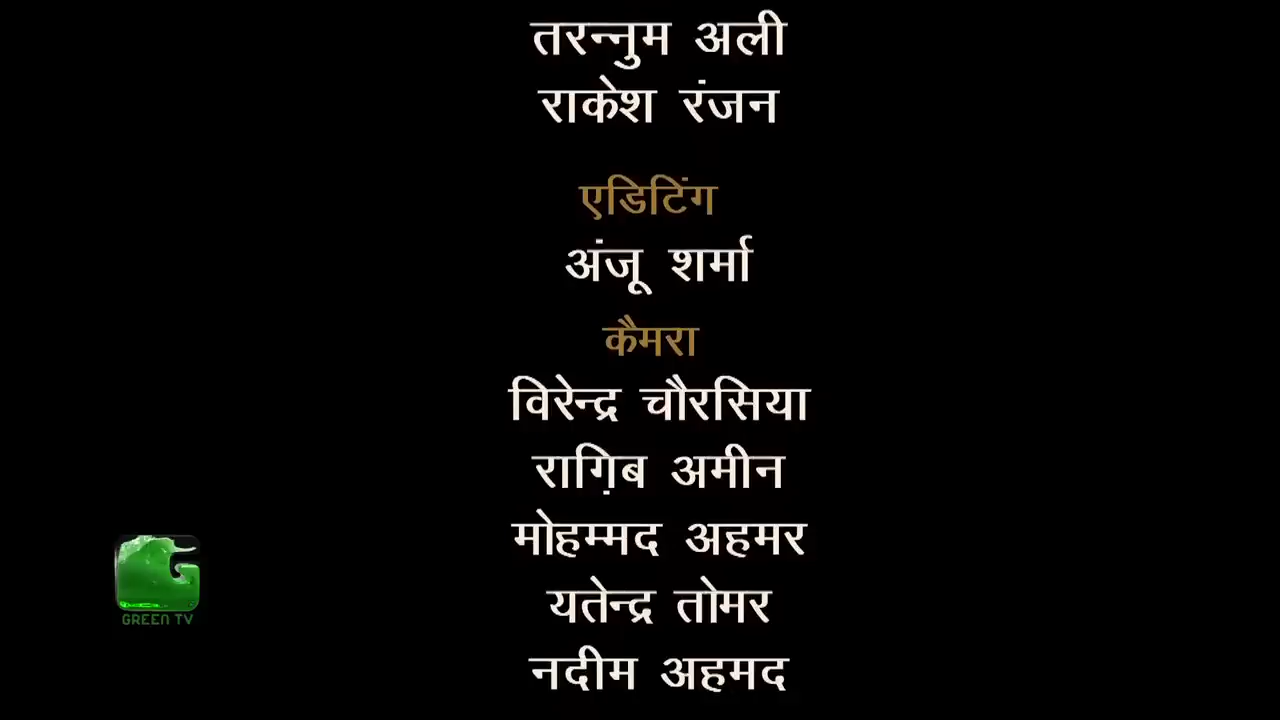 तरन्नुम अली
राकेश रंजन
एडिटिंग
अंजू शर्मा
कैमरा
विरेन्द्र चौरसिया
राग़िब अमीन
मोहम्मद अहमर
यतेन्द्र तोमर
GREEN TV
नदीम अहमद